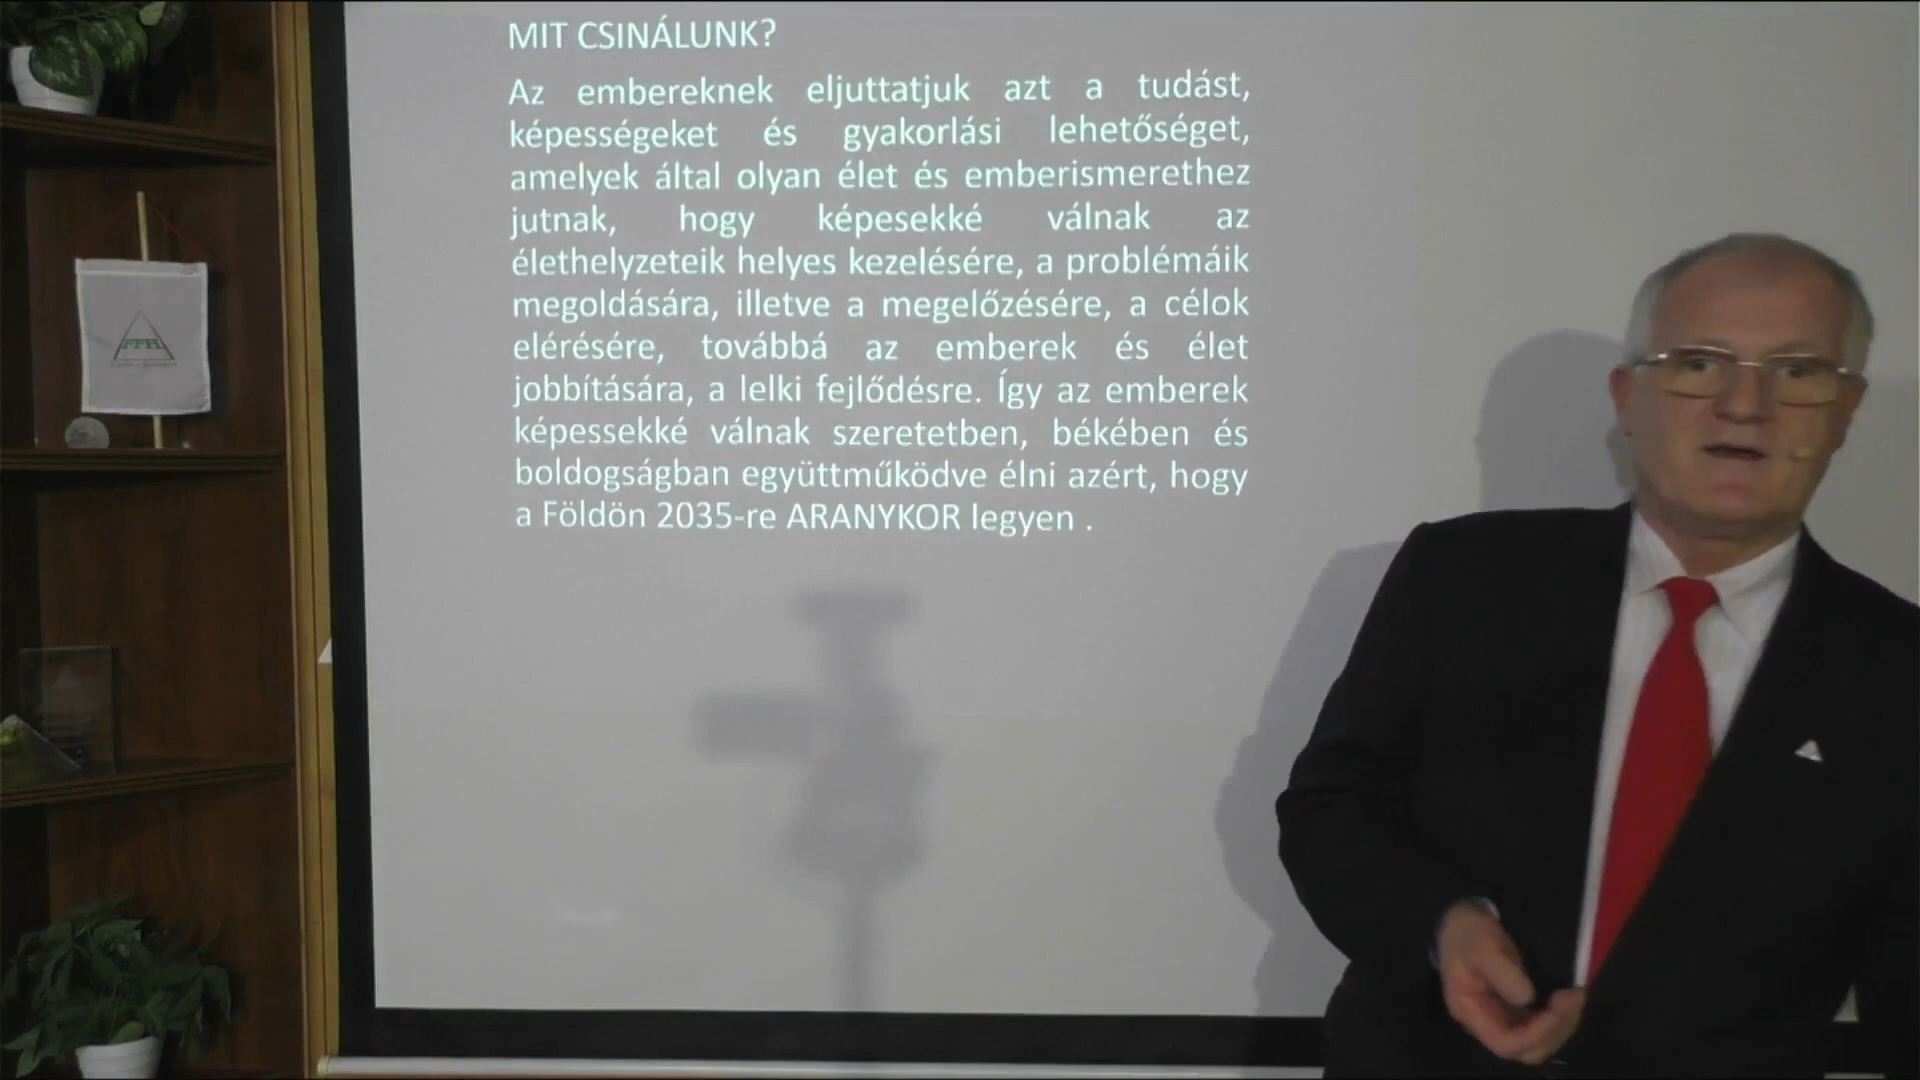 MIT CSINÁLUNK?
Az embereknek eljuttatjuk azt a tudást,
képességeket és gyakorlási lehetőséget,
amelyek által olyan élet és emberismerethez
jutnak, hogy képesekké válnak az
élethelyzeteik helyes kezelésére, a problémáik
megoldására, illetve a megelőzésére, a célok
elérésére, továbbá az emberek és élet
jobbítására, a lelki fejlődésre. Így az emberek
képessekké válnak szeretetben, békében és
boldogságban együttműködve élni azért, hogy
a Földön 2035-re ARANYKOR legyen .